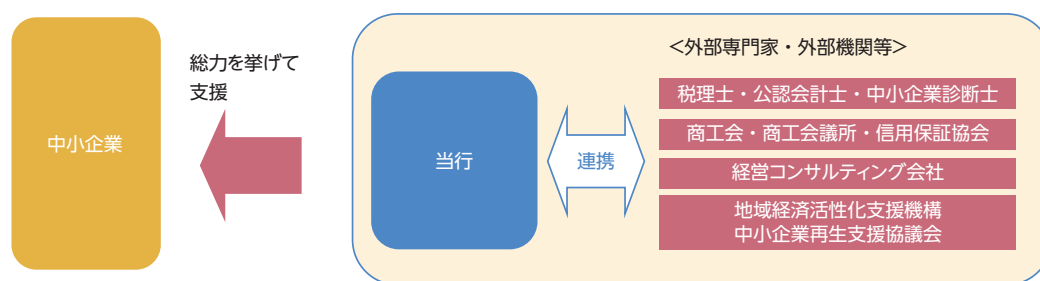 中小企業
総力を挙げて
支援
当行
連携
<外部専門家・外部機関等>
税理士・公認会計士・中小企業診断士
商工会・商工会議所・信用保証協会
経営コンサルティング会社
地域経済活性化支援機構
中小企業再生支援協議会